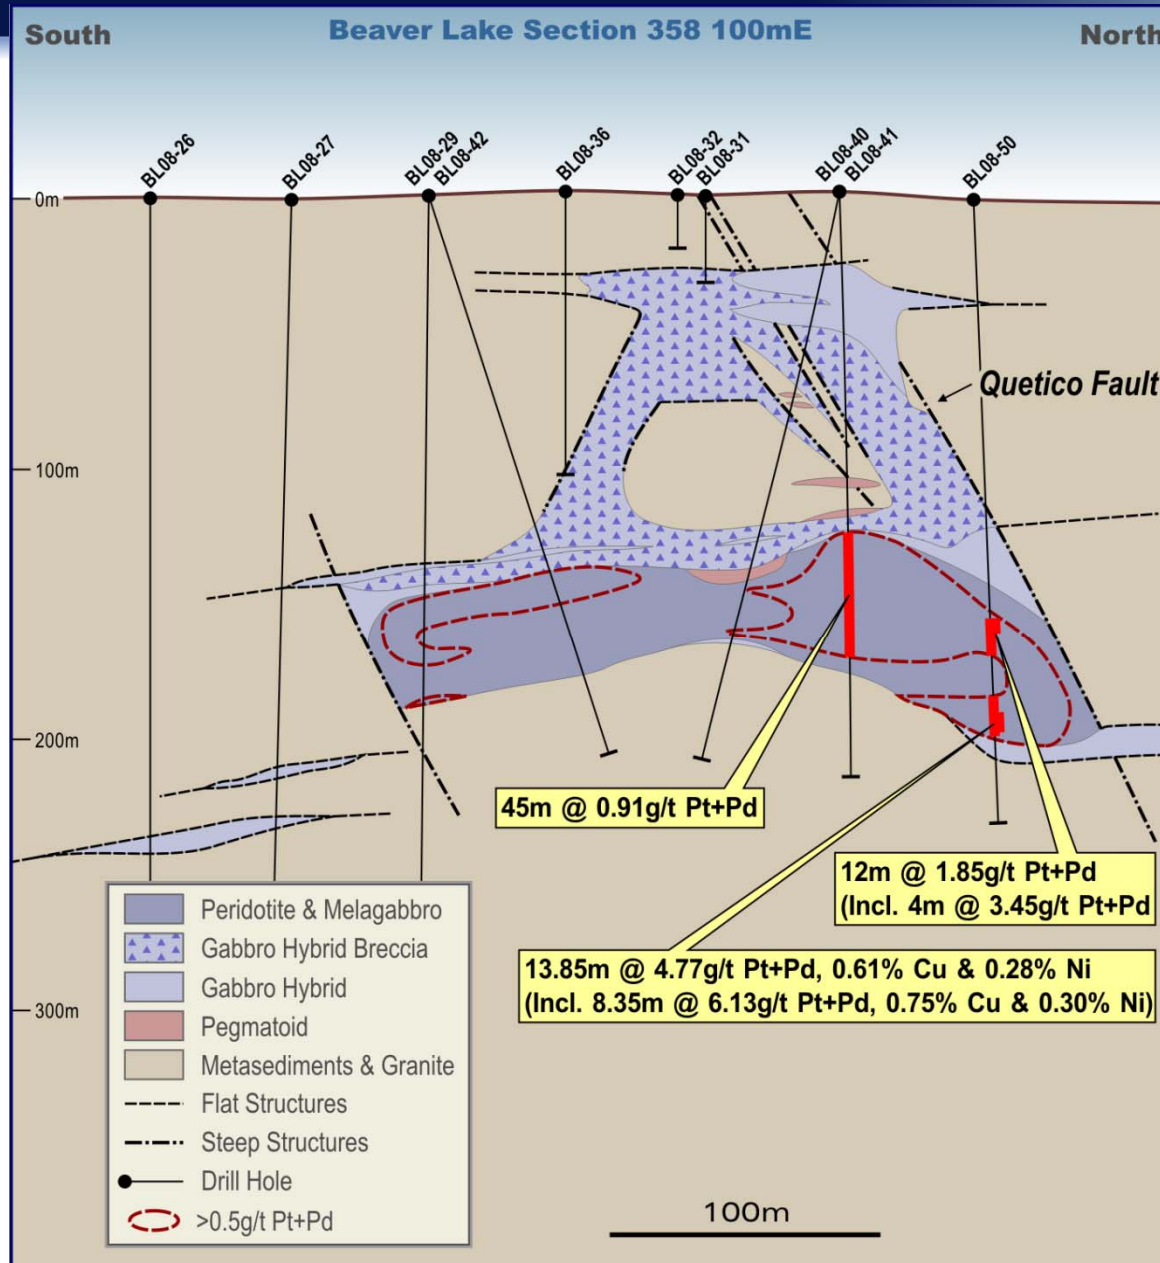 South
Beaver Lake Section 358 100mE
North
BL08-26
BL08-27
BL08-29
BL08-42
BL08-36
BL08-32
BL08-31
BL08-40
BL08-41
BL08-50
0m
Quetico Fault
100m
200m
45m @ 0.91g/t Pt+Pd
12m @ 1.85g/t Pt+Pd
(Incl. 4m @ 3.45g/t Pt+Pd
13.85m @ 4.77g/t Pt+Pd, 0.61% Cu & 0.28% Ni
(Incl. 8.35m @ 6.13g/t Pt+Pd, 0.75% Cu & 0.30% Ni)
300m
Peridotite & Melagabbro
Gabbro Hybrid Breccia
Gabbro Hybrid
Pegmatoid
Metasediments & Granite
Flat Structures
Steep Structures
Drill Hole
>0.5g/t Pt+Pd
100m